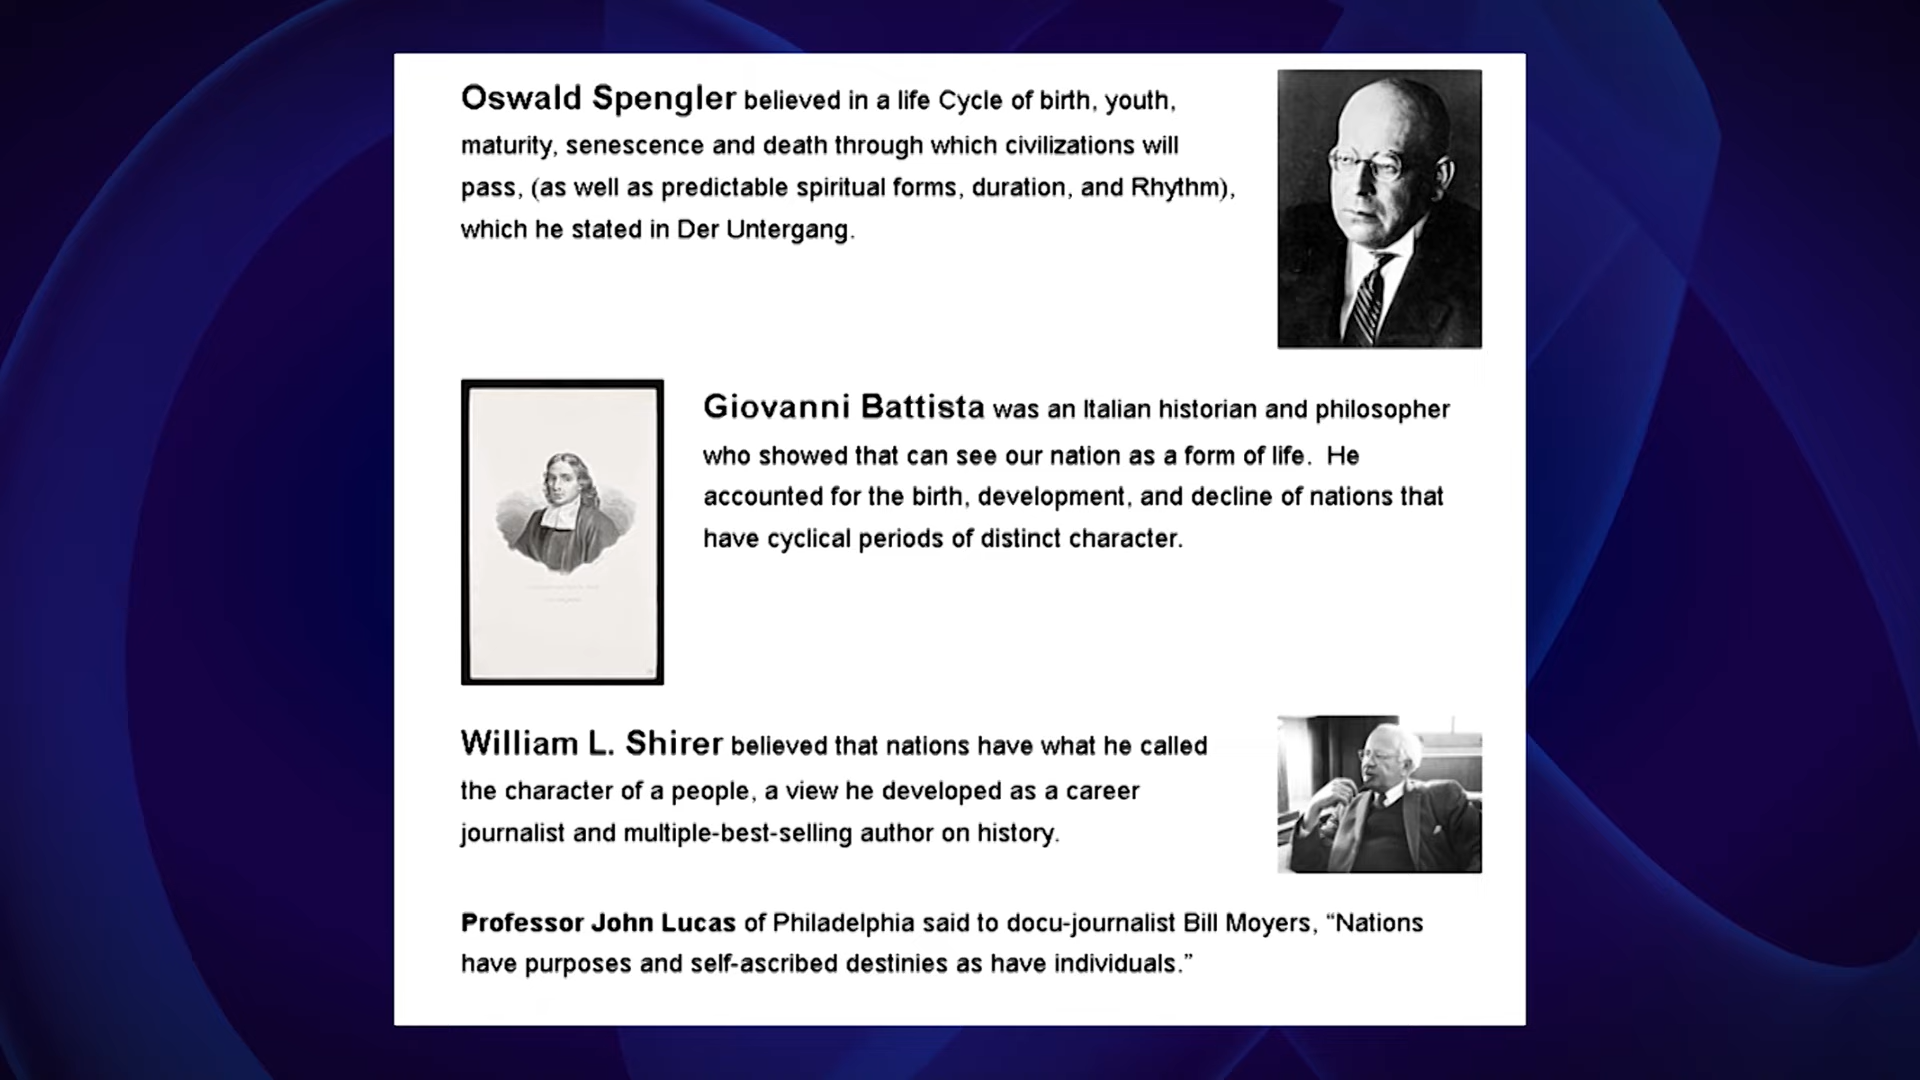 Oswald Spengler believed in a life Cycle of birth, youth,
maturity, senescence and death through which civilizations will
pass, (as well as predictable spiritual forms, duration, and Rhythm),
which he stated in Der Untergang.
Giovanni Battista was an Italian historian and philosopher
who showed that can see our nation as a form of life. He
accounted for the birth, development, and decline of nations that
have cyclical periods of distinct character.
William L. Shirer believed that nations have what he called
the character of a people, a view he developed as a career
journalist and multiple-best-selling author on history.
Professor John Lucas of Philadelphia said to docu-journalist Bill Moyers, “Nations
have purposes and self-ascribed destinies as have individuals.”